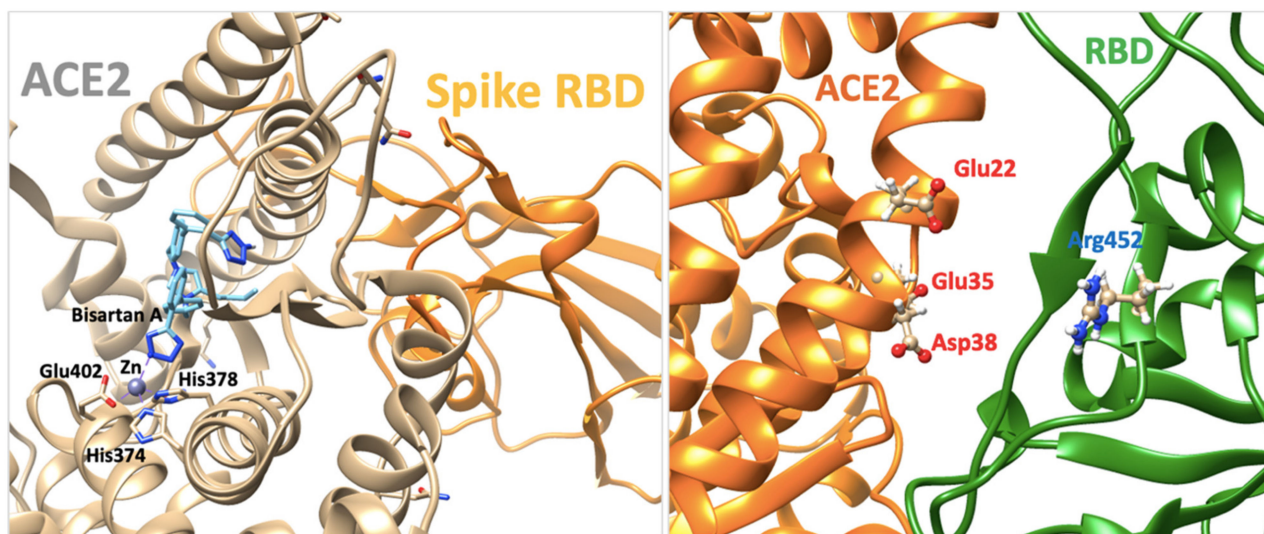 ACE2
Spike RBD
Bisartan A
Zn
Glu402
His378
His374
ACE2
RBD
Glu22
Arg452
Glu35
Asp38